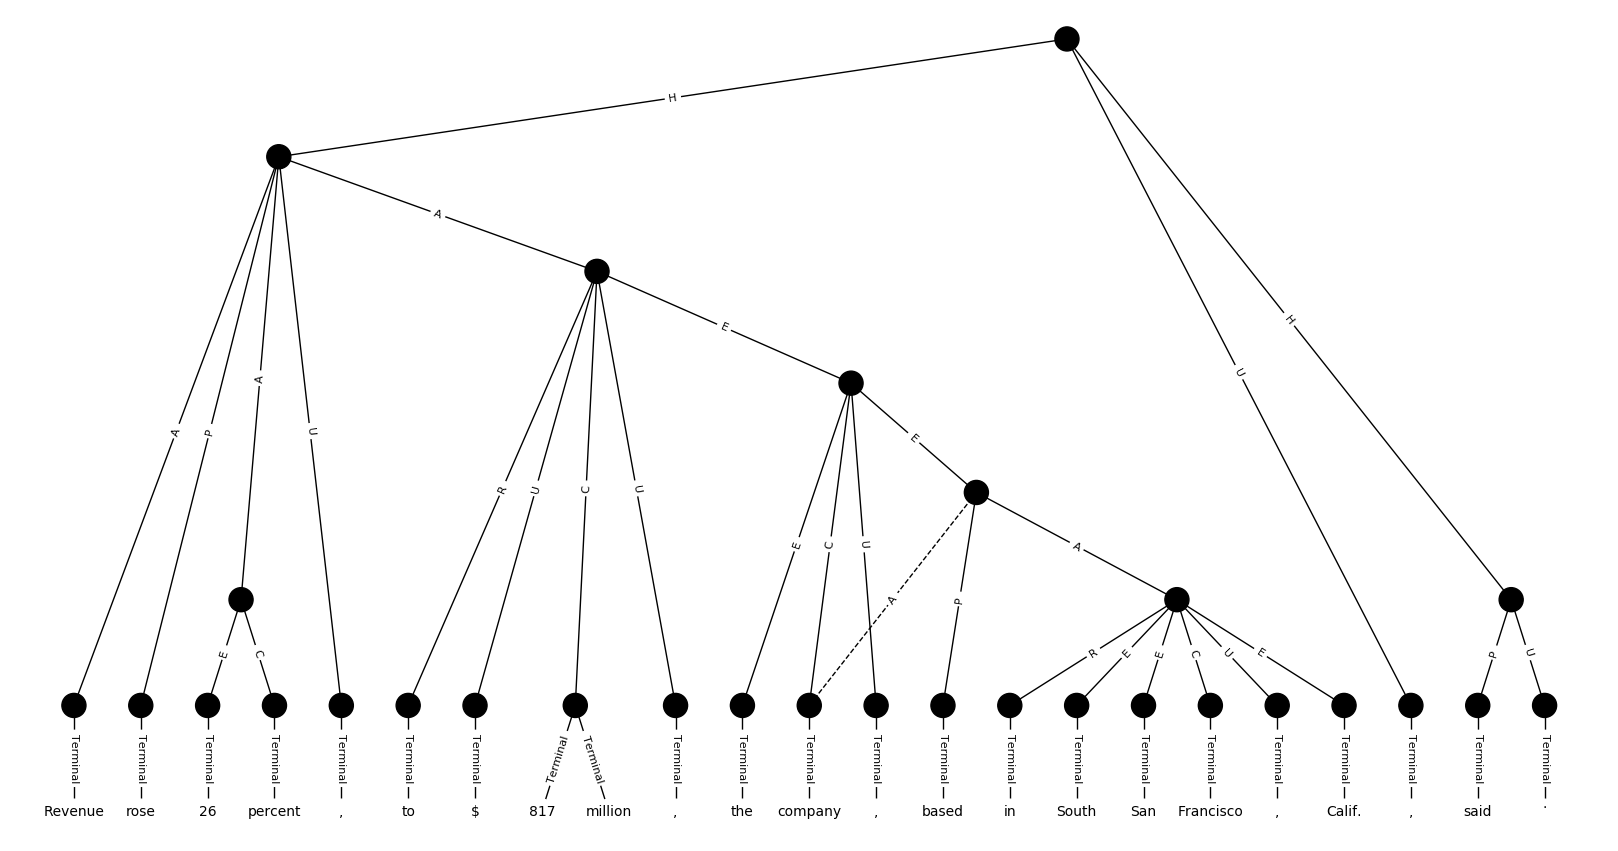 H
A
A
E
A
P
A
U
H
U
R
U
C
U
E
E
C
U
A
P
A
E
C
R
E
E
C
U
E
P
U
Terminal Terminal Terminal Terminal Terminal Terminal Terminal Terminal Terminal Terminal Terminal Terminal Terminal Terminal Terminal Terminal Terminal Terminal Terminal Terminal Terminal Terminal Terminal
Revenue rose 26 percent , to $ 817 million , the company , based in South San Francisco , Calif. , said .